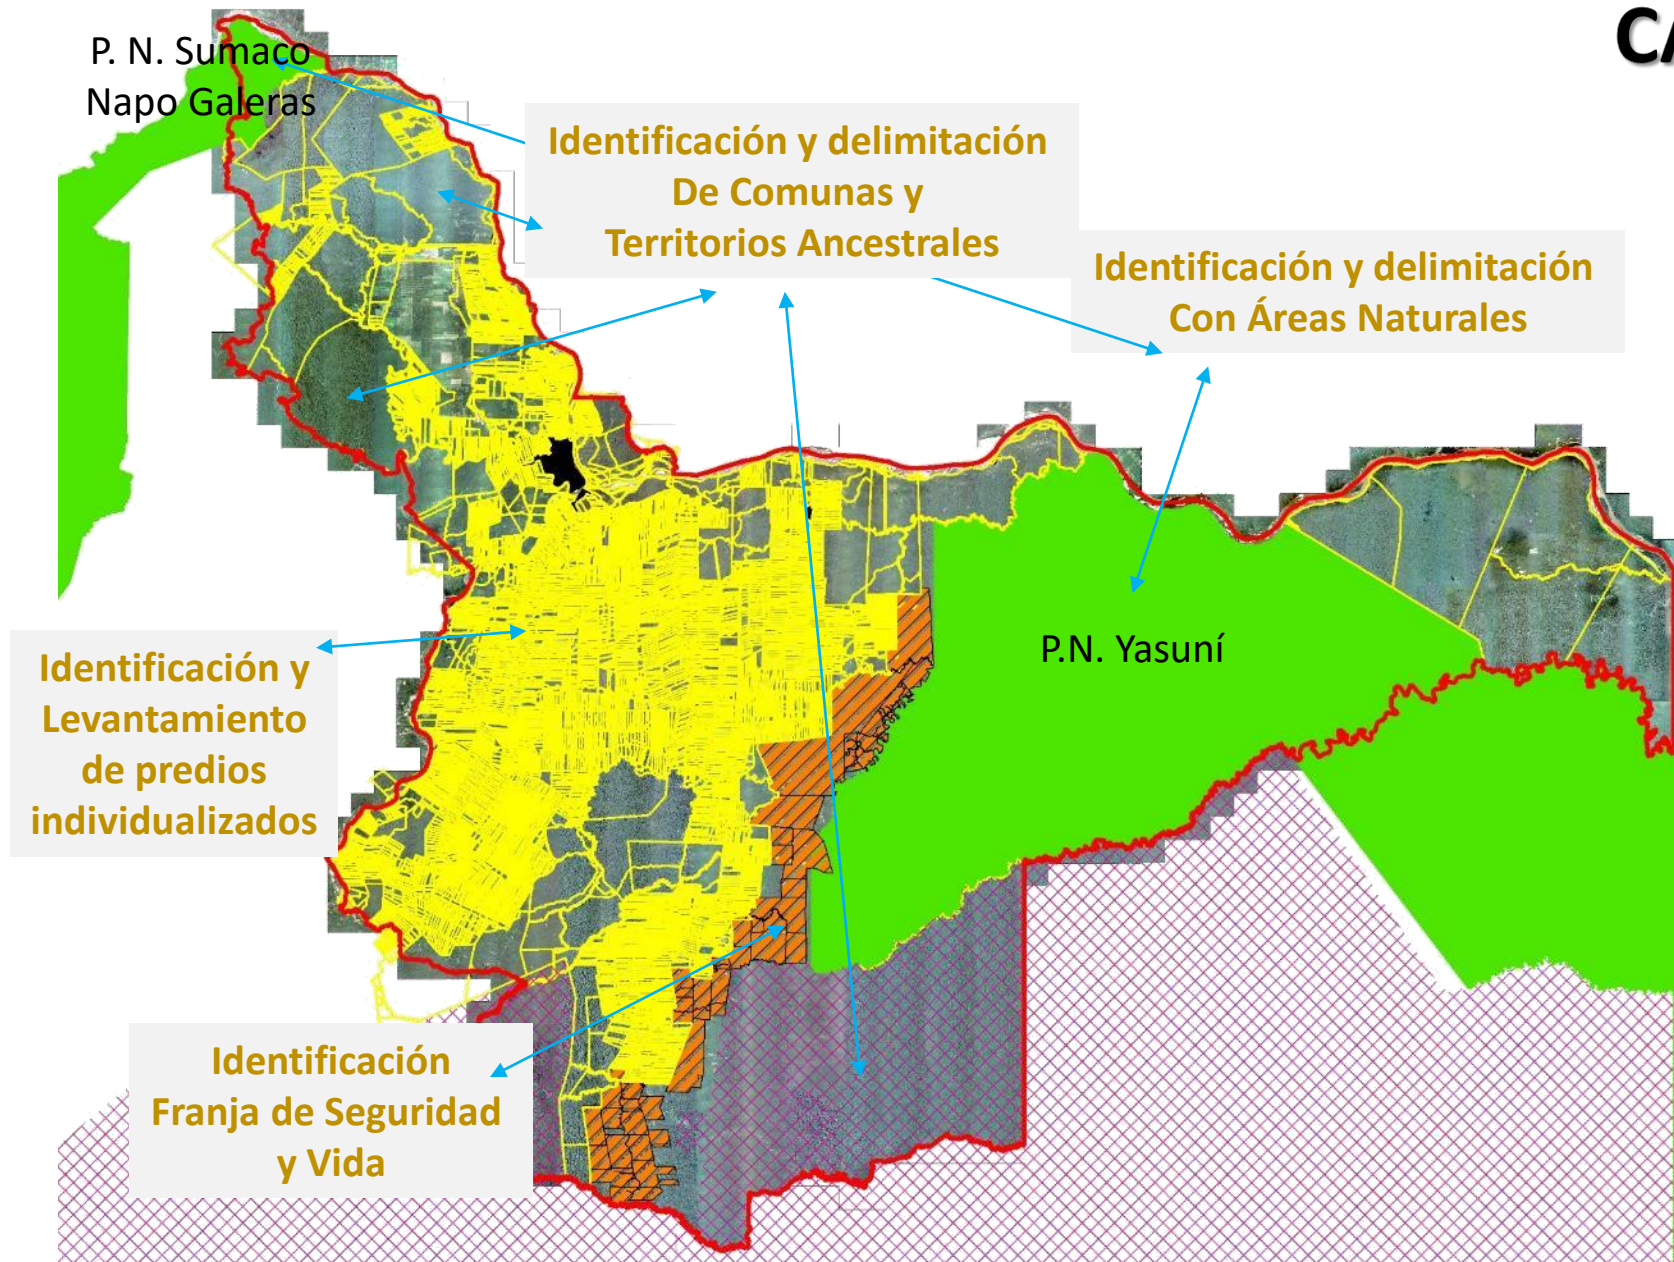 CA
P. N. Sumaco
Napo Galeras
Identificación y delimitación
De Comunas y
Territorios Ancestrales
Identificación y delimitación
Con Áreas Naturales
P.N. Yasuní
Identificación y
Levantamiento
de predios
individualizados
Identificación
Franja de Seguridad
y Vida